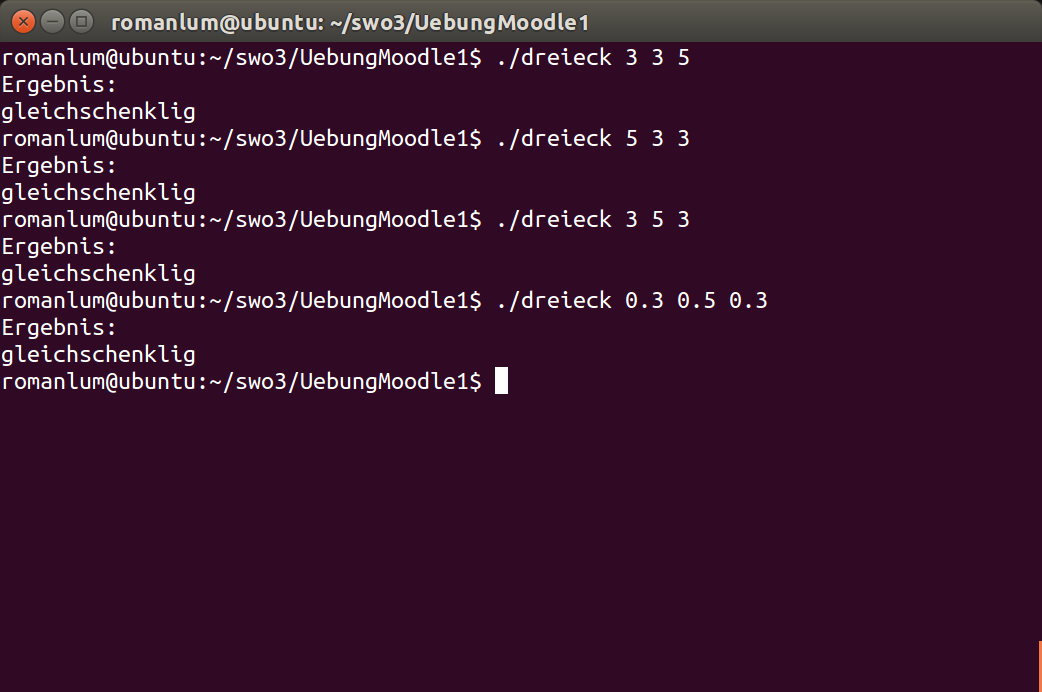 romanlum@ubuntu: ~/swo3/UebungMoodle1
romanlum@ubuntu:~/swo3/UebungMoodle1$ ./dreieck 3 3 5
Ergebnis:
gleichschenklig
romanlum@ubuntu:~/swo3/UebungMoodle1$ ./dreieck 5 3 3
Ergebnis:
gleichschenklig
romanlum@ubuntu:~/swo3/UebungMoodle1$ ./dreieck 3 5 3
Ergebnis:
gleichschenklig
romanlum@ubuntu:~/swo3/UebungMoodle1$ ./dreieck 0.3 0.5 0.3
Ergebnis:
gleichschenklig
romanlum@ubuntu:~/swo3/UebungMoodle1$